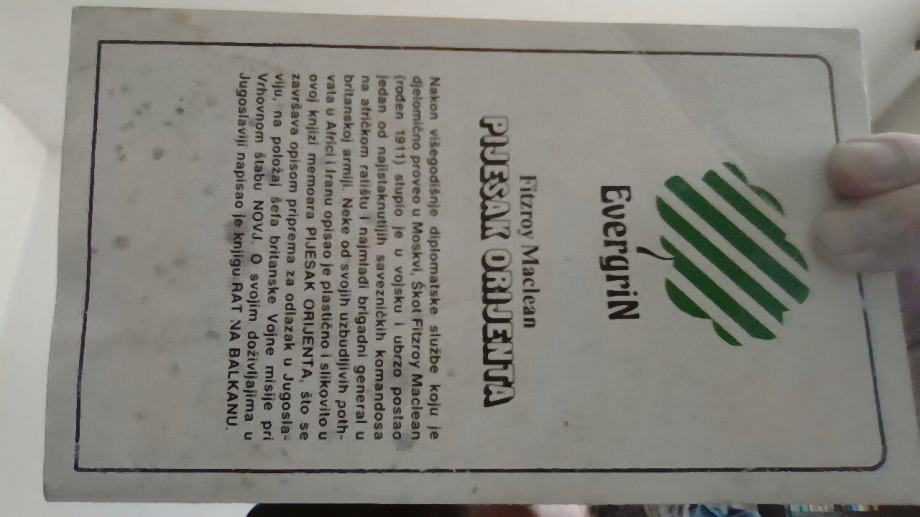 EvergriN
Fitzroy Maclean
PIJESAK ORIJENTA
Nakon višegodišnje diplomatske službe koju je
djelomično proveo u Moskvi, Škot Fitzroy Maclean
(rođen 1911) stupio je u vojsku i ubrzo postao
jedan od najistaknutijih savezničkih komandosa
na afričkom ratištu i najmlađi brigadni general u
britanskoj armiji. Neke od svojih uzbudljivih poth-
vata u Africi i Iranu opisao je plastično i slikovito u
ovoj knjizi memoara PIJESAK ORIJENTA, što se
završava opisom priprema za odlazak u Jugosla-
viju, na položaj šefa britanske Vojne misije pri
Vrhovnom štabu NOVJ. O svojim doživljajima u
Jugoslaviji napisao je knjigu RAT NA BALKANU.